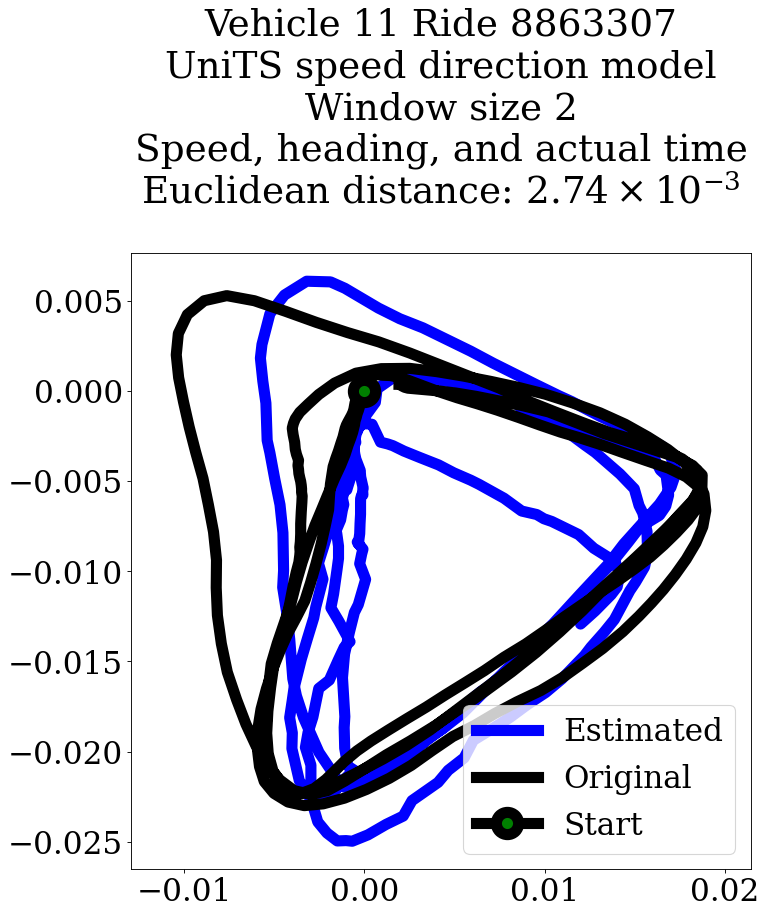 Vehicle 11 Ride 8863307
UniTS speed direction model
Window size 2
Speed, heading, and actual time
Euclidean distance: 2.74 × 10⁻³
0.005
0.000
−0.005
−0.010
−0.015
−0.020
−0.025
−0.01
0.00
0.01
0.02
Estimated
Original
Start